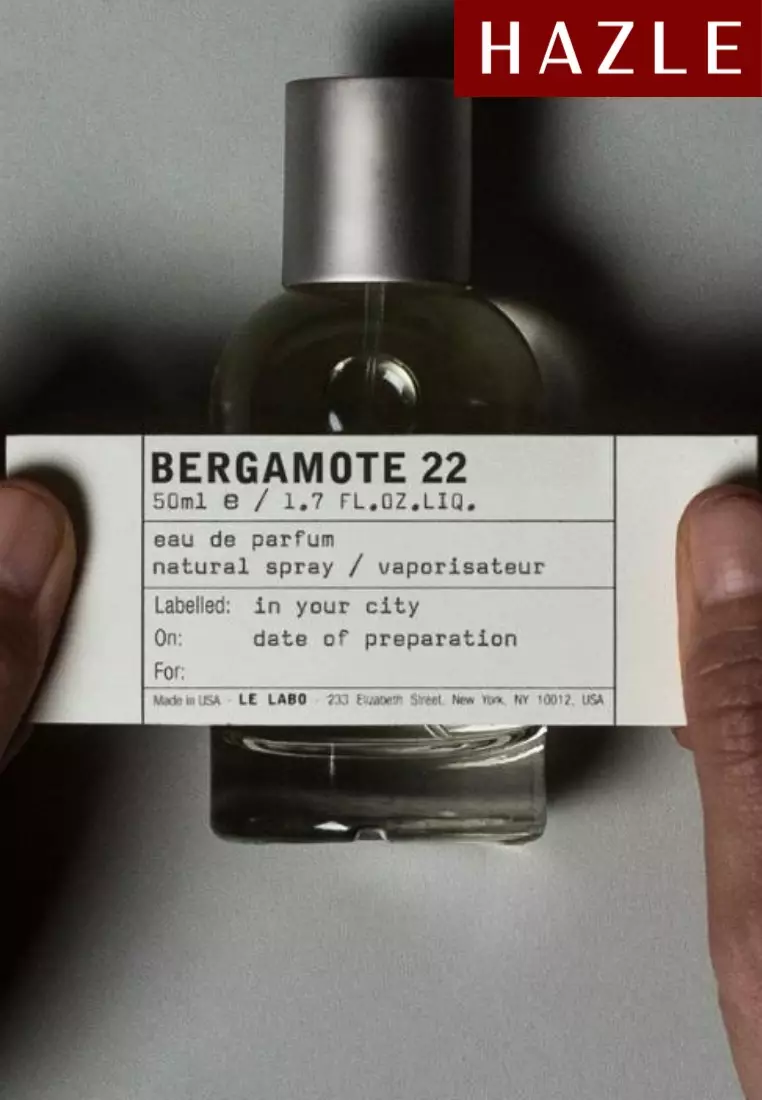 HAZLE
BERGAMOTE 22
50ml e / 1.7 FL.OZ.LIQ.
eau de parfum
natural spray / vaporisateur
Labelled: in your city
On: date of preparation
For:
Made in USA - LE LABO - 233 Elizabeth Street, New York, NY 10012, USA